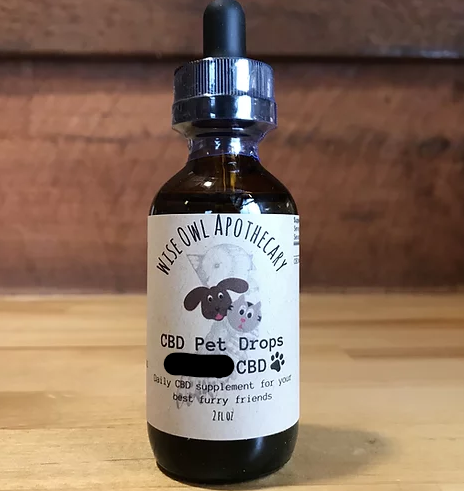 WISE OWL APOTHECARY
CBD Pet Drops
CBD
Daily CBD supplement for your
best furry friends
2 FL OZ